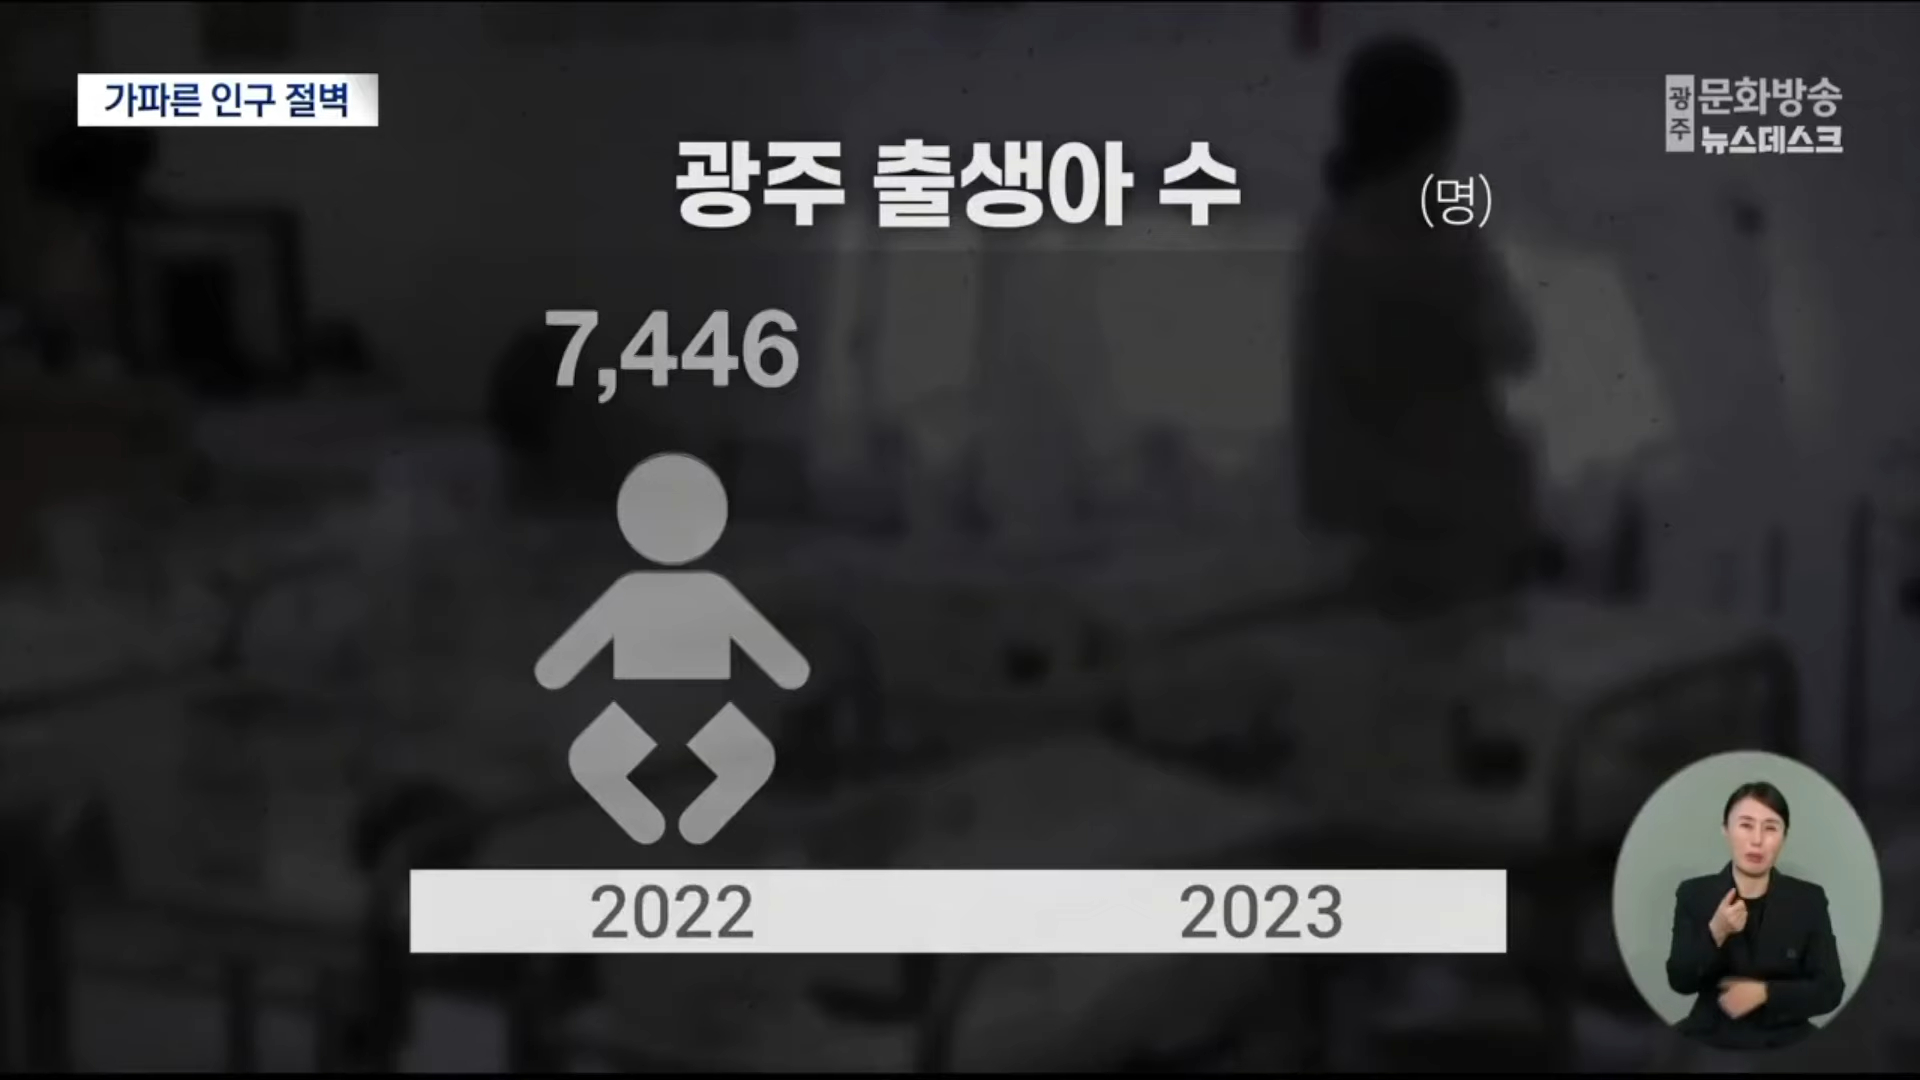 가파른 인구 절벽
광주 문화방송
뉴스데스크
광주 출생아 수
(명)
7,446
2022 2023